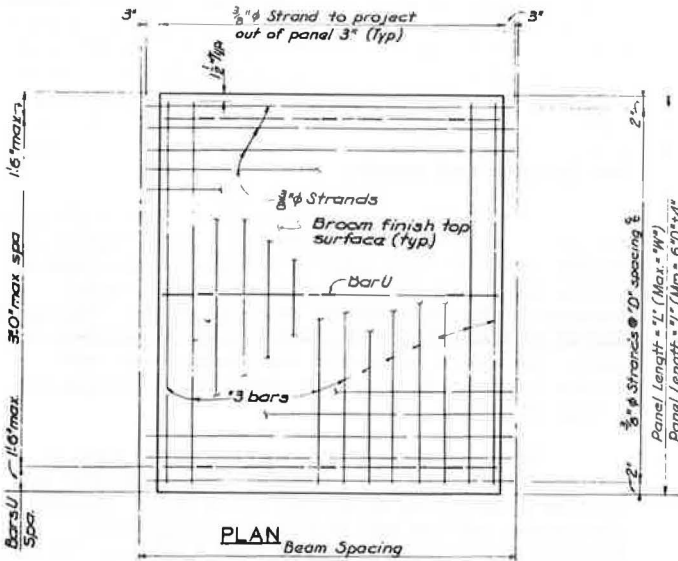 3"
3/8"φ Strand to project
out of panel 3" (Typ)
3"
1 1/2" Typ.
1'6" max
2"
3/8"φ Strands
Broom finish top
surface (typ.)
Bar U
3'0" max spa
3/8"φ Strands @ "D" spacing ℄
Panel Length = "L" (Max. = "W")
#3 bars
1'6" max.
2"
Bars U
Spa.
PLAN
Beam Spacing